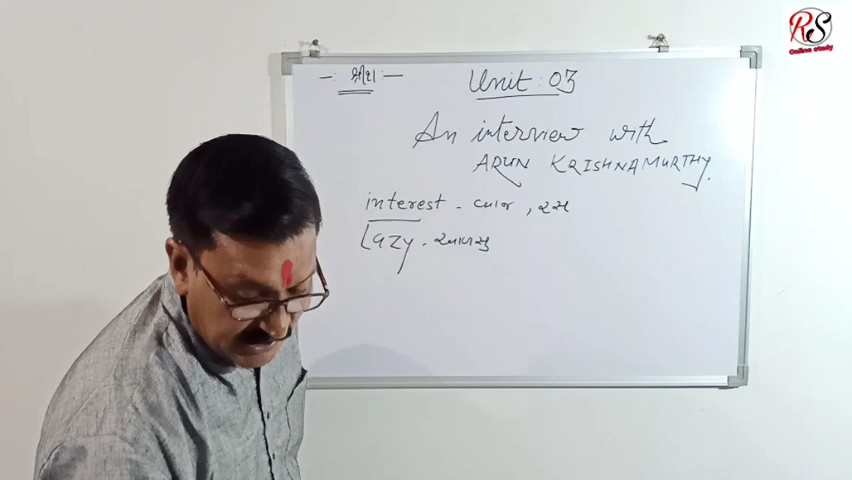 RS
Online study
-: શ્રીશા :-
Unit : 03
An interview with
ARUN KRISHNAMURTHY.
interest - લાભ , રસ
Lazy - આળસુ